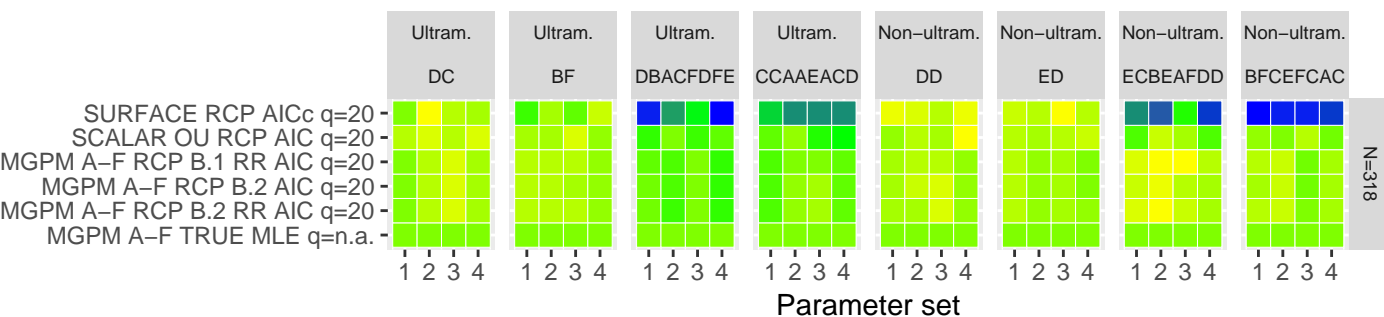 Ultram. Ultram. Ultram. Ultram. Non−ultram. Non−ultram. Non−ultram. Non−ultram.
DC BF DBACFDFE CCAAEACD DD ED ECBEAFDD BFCEFCAC
SURFACE RCP AICc q=20
SCALAR OU RCP AIC q=20
MGPM A−F RCP B.1 RR AIC q=20
MGPM A−F RCP B.2 AIC q=20
MGPM A−F RCP B.2 RR AIC q=20
MGPM A−F TRUE MLE q=n.a.
N=318
1 2 3 4 1 2 3 4 1 2 3 4 1 2 3 4 1 2 3 4 1 2 3 4 1 2 3 4 1 2 3 4
Parameter set